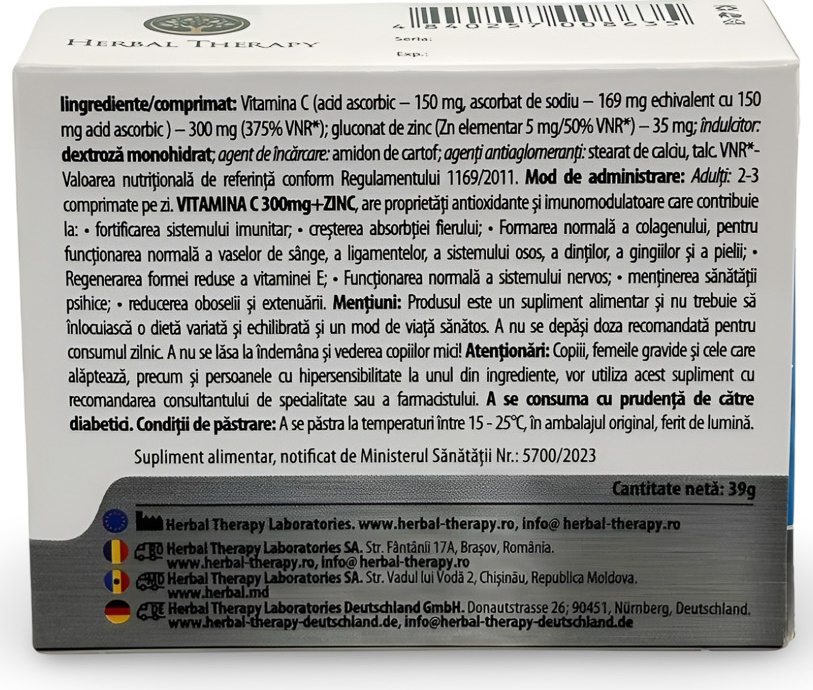 HERBAL THERAPY
4840257008635
Seria:
Exp.:
Iingrediente/comprimat: Vitamina C (acid ascorbic – 150 mg, ascorbat de sodiu – 169 mg echivalent cu 150
mg acid ascorbic ) – 300 mg (375% VNR*); gluconat de zinc (Zn elementar 5 mg/50% VNR*) – 35 mg; îndulcitor:
dextroză monohidrat; agent de încărcare: amidon de cartof; agenți antiaglomeranți: stearat de calciu, talc. VNR*-
Valoarea nutrițională de referință conform Regulamentului 1169/2011. Mod de administrare: Adulți: 2-3
comprimate pe zi. VITAMINA C 300mg+ZINC, are proprietăți antioxidante și imunomodulatoare care contribuie
la: • fortificarea sistemului imunitar; • creșterea absorbției fierului; • Formarea normală a colagenului, pentru
funcționarea normală a vaselor de sânge, a ligamentelor, a sistemului osos, a dinților, a gingiilor și a pielii; •
Regenerarea formei reduse a vitaminei E; • Funcționarea normală a sistemului nervos; • menținerea sănătății
psihice; • reducerea oboselii și extenuării. Mențiuni: Produsul este un supliment alimentar și nu trebuie să
înlocuiască o dietă variată și echilibrată și un mod de viață sănătos. A nu se depăși doza recomandată pentru
consumul zilnic. A nu se lăsa la îndemâna și vederea copiilor mici! Atenționări: Copiii, femeile gravide și cele care
alăptează, precum și persoanele cu hipersensibilitate la unul din ingrediente, vor utiliza acest supliment cu
recomandarea consultantului de specialitate sau a farmacistului. A se consuma cu prudență de către
diabetici. Condiții de păstrare: A se păstra la temperaturi între 15 - 25°C, în ambalajul original, ferit de lumină.
Supliment alimentar, notificat de Ministerul Sănătății Nr.: 5700/2023
Cantitate netă: 39g
Herbal Therapy Laboratories. www.herbal-therapy.ro, info@ herbal-therapy.ro
RO Herbal Therapy Laboratories SA. Str. Fântânii 17A, Brașov, România.
www.herbal-therapy.ro, info@ herbal-therapy.ro
MD Herbal Therapy Laboratories SA. Str. Vadul lui Vodă 2, Chișinău, Republica Moldova.
www.herbal.md
DE Herbal Therapy Laboratories Deutschland GmbH. Donautstrasse 26; 90451, Nürnberg, Deutschland.
www.herbal-therapy-deutschland.de, info@herbal-therapy-deutschland.de